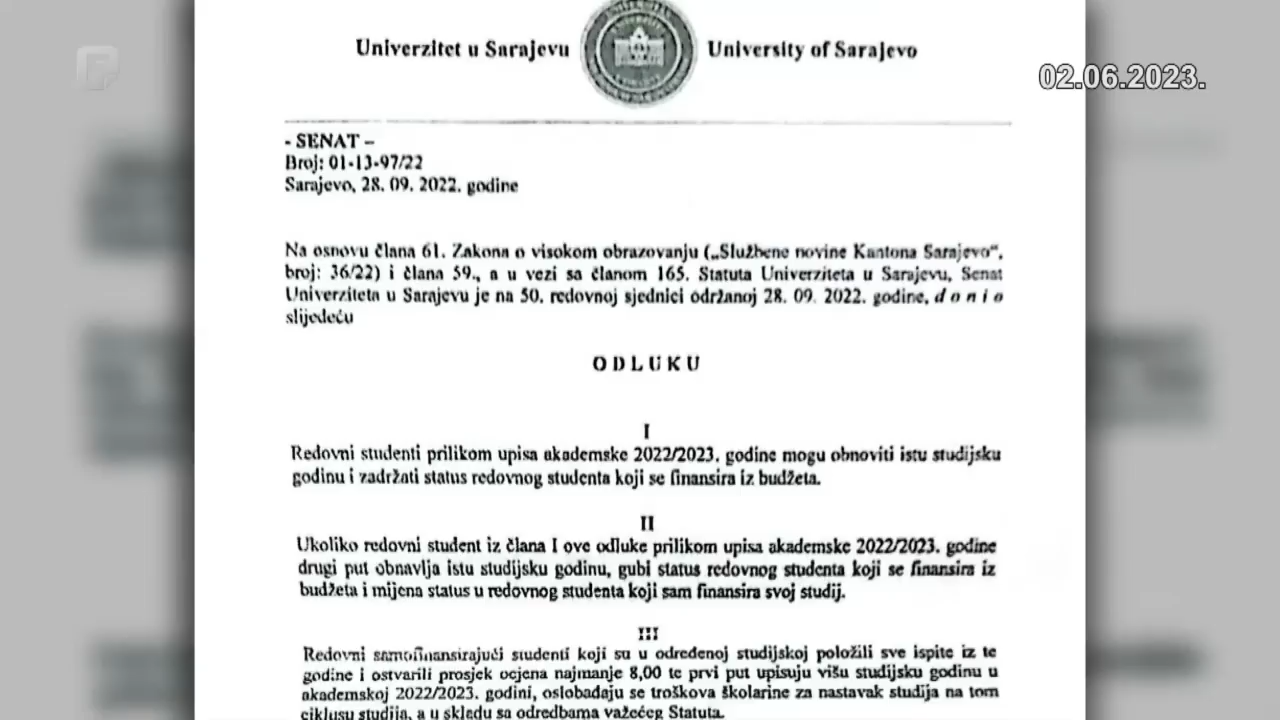 Univerzitet u Sarajevu
University of Sarajevo
02.06.2023.
- SENAT –
Broj: 01-13-97/22
Sarajevo, 28. 09. 2022. godine
Na osnovu člana 61. Zakona o visokom obrazovanju („Službene novine Kantona Sarajevo“,
broj: 36/22) i člana 59., a u vezi sa članom 165. Statuta Univerziteta u Sarajevu, Senat
Univerziteta u Sarajevu je na 50. redovnoj sjednici održanoj 28. 09. 2022. godine, d o n i o
slijedeću
O D L U K U
I
Redovni studenti prilikom upisa akademske 2022/2023. godine mogu obnoviti istu studijsku
godinu i zadržati status redovnog studenta koji se finansira iz budžeta.
II
Ukoliko redovni student iz člana I ove odluke prilikom upisa akademske 2022/2023. godine
drugi put obnavlja istu studijsku godinu, gubi status redovnog studenta koji se finansira iz
budžeta i mijena status u redovnog studenta koji sam finansira svoj studij.
III
Redovni samofinansirajući studenti koji su u određenoj studijskoj položili sve ispite iz te
godine i ostvarili prosjek ocjena najmanje 8,00 te prvi put upisuju višu studijsku godinu u
akademskoj 2022/2023. godini, oslobađaju se troškova školarine za nastavak studija na tom
ciklusu studija, a u skladu sa odredbama važećeg Statuta.